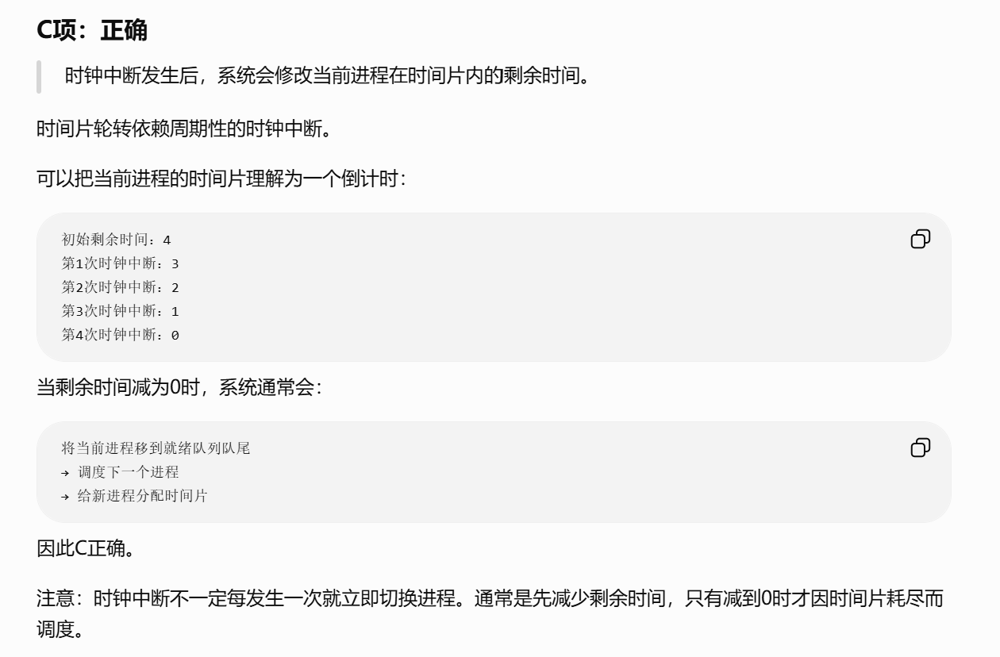 C项：正确
时钟中断发生后，系统会修改当前进程在时间片内的剩余时间。
时间片轮转依赖周期性的时钟中断。
可以把当前进程的时间片理解为一个倒计时：
初始剩余时间：4
第1次时钟中断：3
第2次时钟中断：2
第3次时钟中断：1
第4次时钟中断：0
当剩余时间减为0时，系统通常会：
将当前进程移到就绪队列队尾
→ 调度下一个进程
→ 给新进程分配时间片
因此C正确。
注意：时钟中断不一定每发生一次就立即切换进程。通常是先减少剩余时间，只有减到0时才因时间片耗尽而
调度。